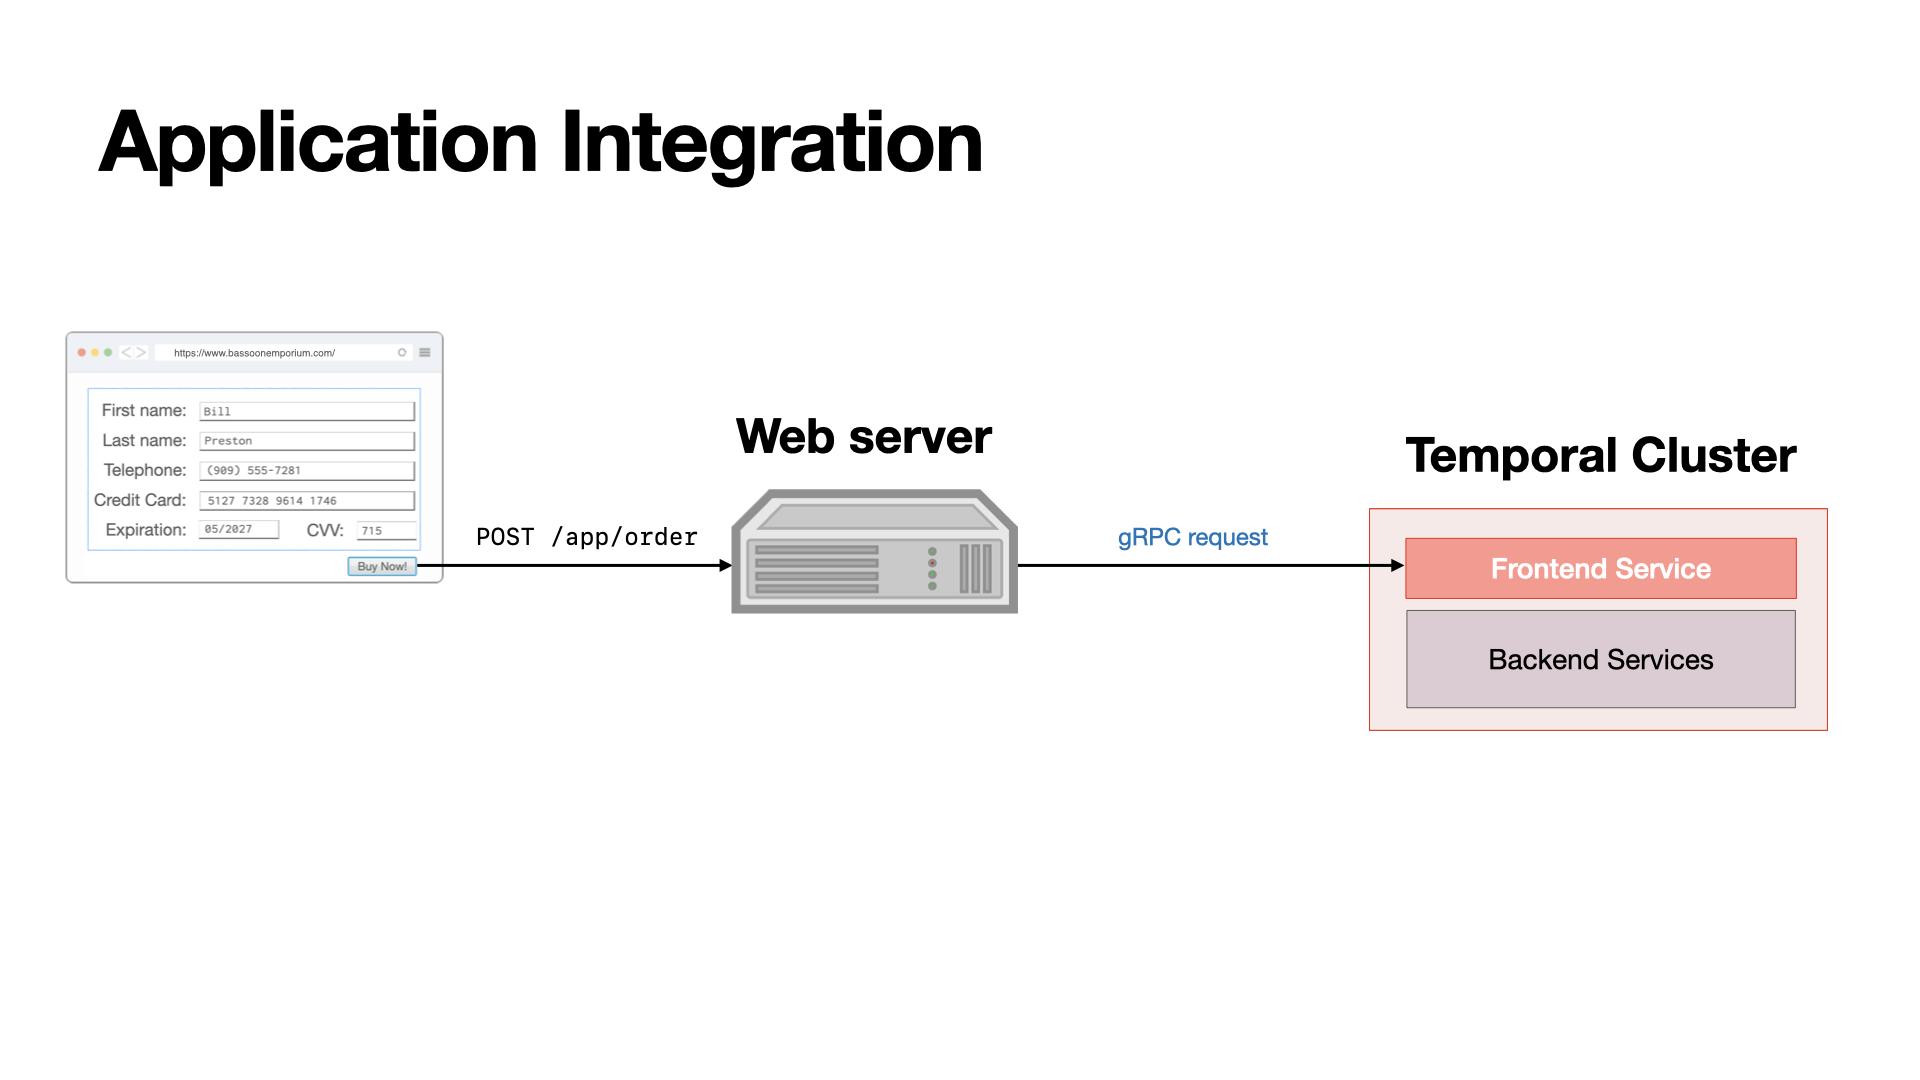 Application Integration
https://www.bassoonemporium.com/
First name: Bill
Last name: Preston
Telephone: (909) 555-7281
Credit Card: 5127 7328 9614 1746
Expiration: 05/2027 CVV: 715
Buy Now!
POST /app/order
Web server
gRPC request
Temporal Cluster
Frontend Service
Backend Services